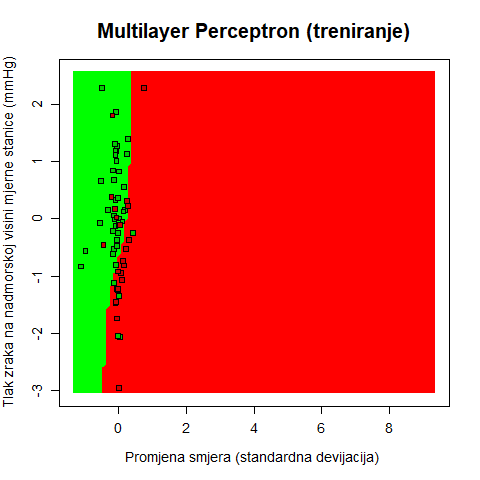 Multilayer Perceptron (treniranje)
Tlak zraka na nadmorskoj visini mjerne stanice (mmHg)
2
1
0
-1
-2
-3
0 2 4 6 8
Promjena smjera (standardna devijacija)